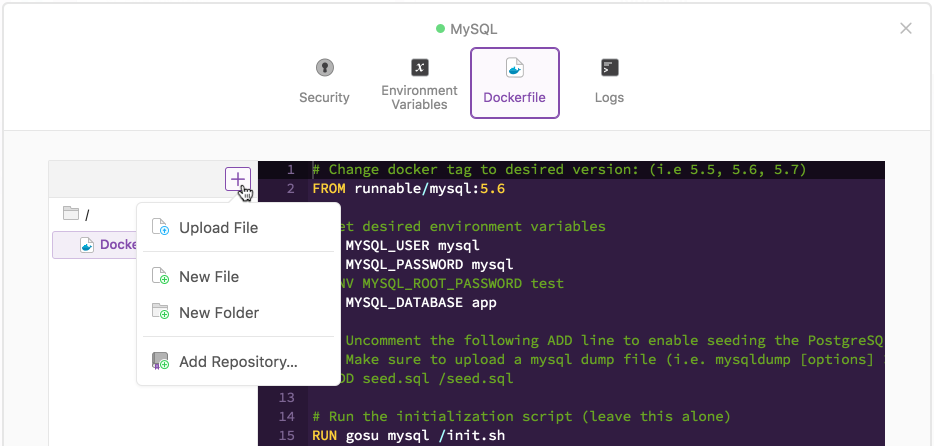 MySQL
Security
Environment
Variables
Dockerfile
Logs
1 # Change docker tag to desired version: (i.e 5.5, 5.6, 5.7)
2 FROM runnable/mysql:5.6
/
et desired environment variables
Docke
MYSQL_USER mysql
MYSQL_PASSWORD mysql
NV MYSQL_ROOT_PASSWORD test
MYSQL_DATABASE app
Uncomment the following ADD line to enable seeding the PostgreSQ
Make sure to upload a mysql dump file (i.e. mysqldump [options]
DD seed.sql /seed.sql
13
14 # Run the initialization script (leave this alone)
15 RUN gosu mysql /init.sh
Upload File
New File
New Folder
Add Repository...